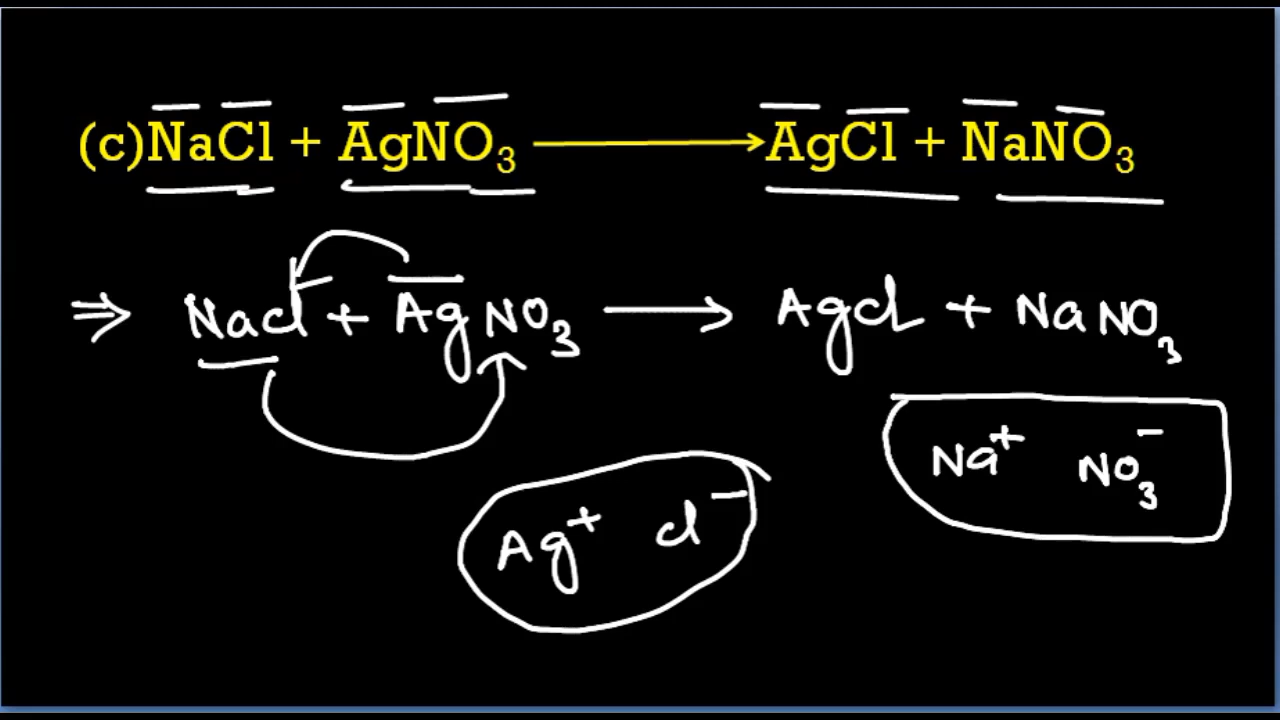 (c)NaCl + AgNO₃ ⟶ AgCl + NaNO₃
⇒ Nacl + AgNO₃ ⟶ Agcl + NaNO₃
Na⁺ NO₃⁻
Ag⁺ cl⁻